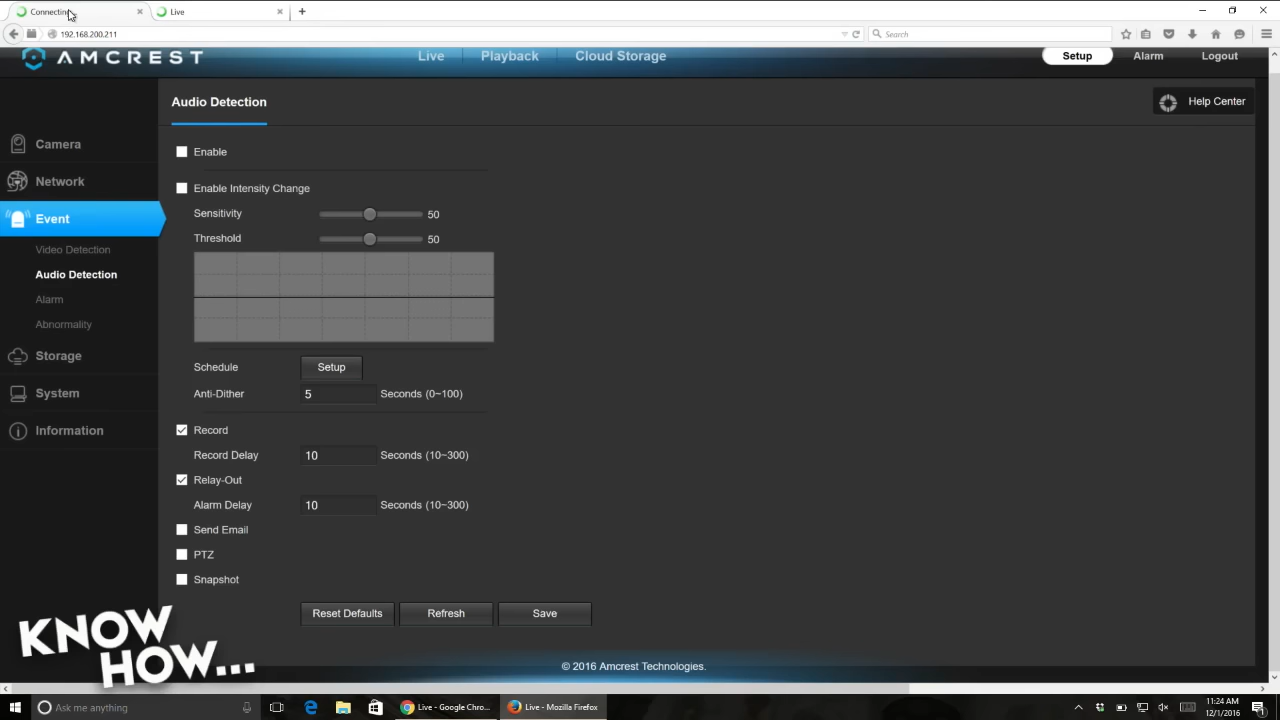 Connecting...
Live
192.168.200.211
Search
AMCREST
Live
Playback
Cloud Storage
Setup
Alarm
Logout
Audio Detection
Help Center
Camera
Network
Event
Video Detection
Audio Detection
Alarm
Abnormality
Storage
System
Information
Enable
Enable Intensity Change
Sensitivity 50
Threshold 50
Schedule Setup
Anti-Dither 5 Seconds (0~100)
Record
Record Delay 10 Seconds (10~300)
Relay-Out
Alarm Delay 10 Seconds (10~300)
Send Email
PTZ
Snapshot
Reset Defaults Refresh Save
KNOW
HOW...
© 2016 Amcrest Technologies.
Ask me anything
Live - Google Chro...
Live - Mozilla Firefox
11:24 AM
12/1/2016